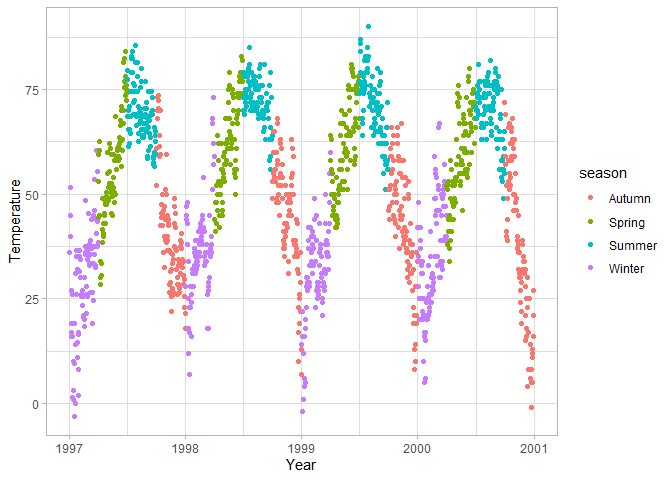 Temperature
75
50
25
0
1997
1998
1999
2000
2001
Year
season
Autumn
Spring
Summer
Winter